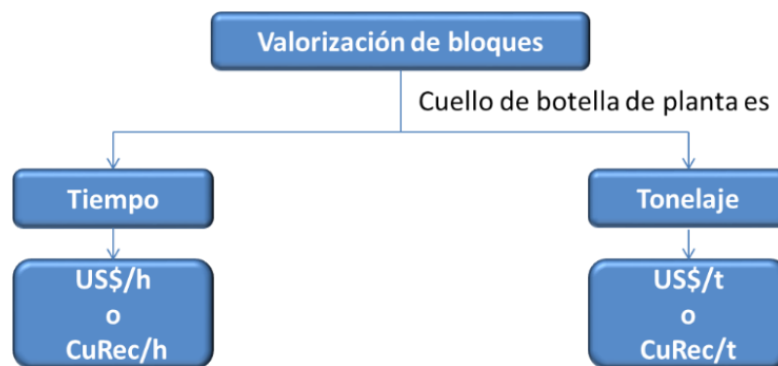 Valorización de bloques
Cuello de botella de planta es
Tiempo
Tonelaje
US$/h
o
CuRec/h
US$/t
o
CuRec/t